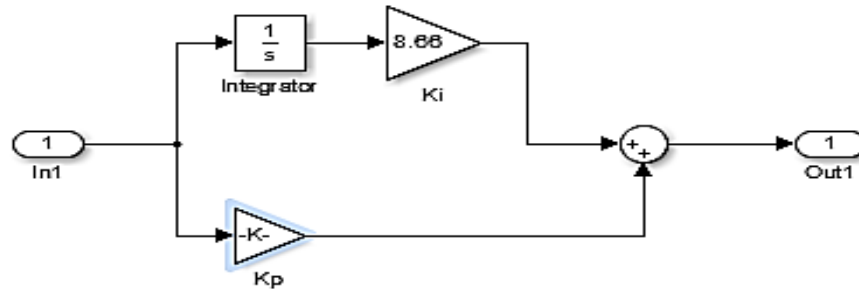 1
s
Integrator
8.66
Ki
1
In1
+
+
1
Out1
-K-
Kp